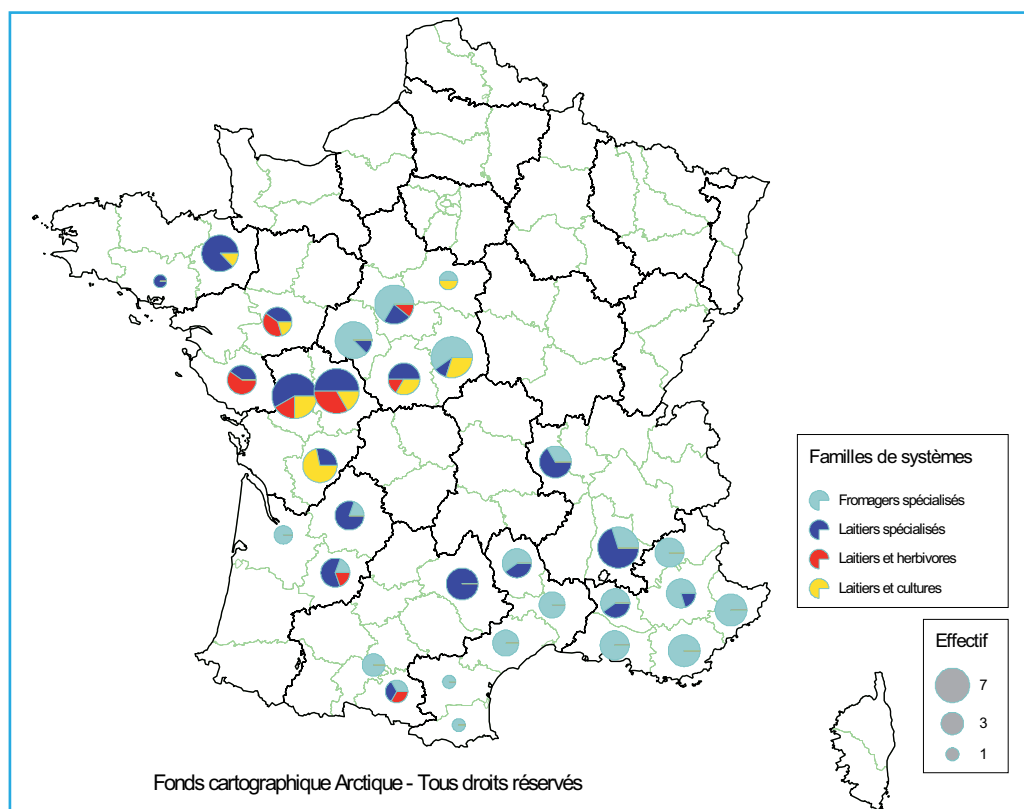 Familles de systèmes
Fromagers spécialisés
Laitiers spécialisés
Laitiers et herbivores
Laitiers et cultures
Effectif
7
3
1
Fonds cartographique Arctique - Tous droits réservés